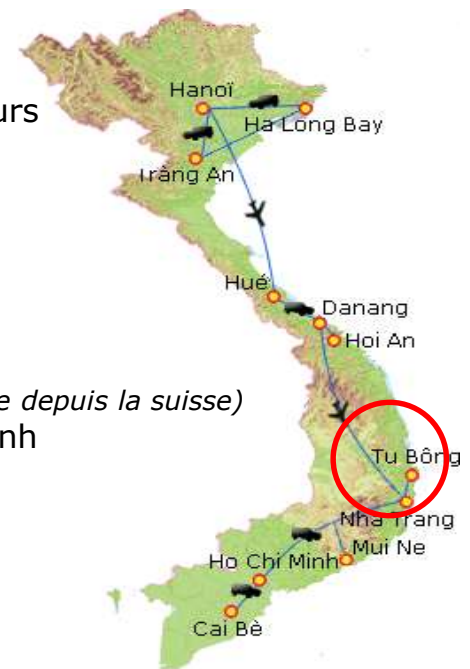 Hanoï
urs
Ha Long Bay
Tràng An
Hué
Danang
Hoi An
e depuis la suisse)
nh
Tu Bông
Nha Trang
Mui Ne
Ho Chi Minh
Cai Bè